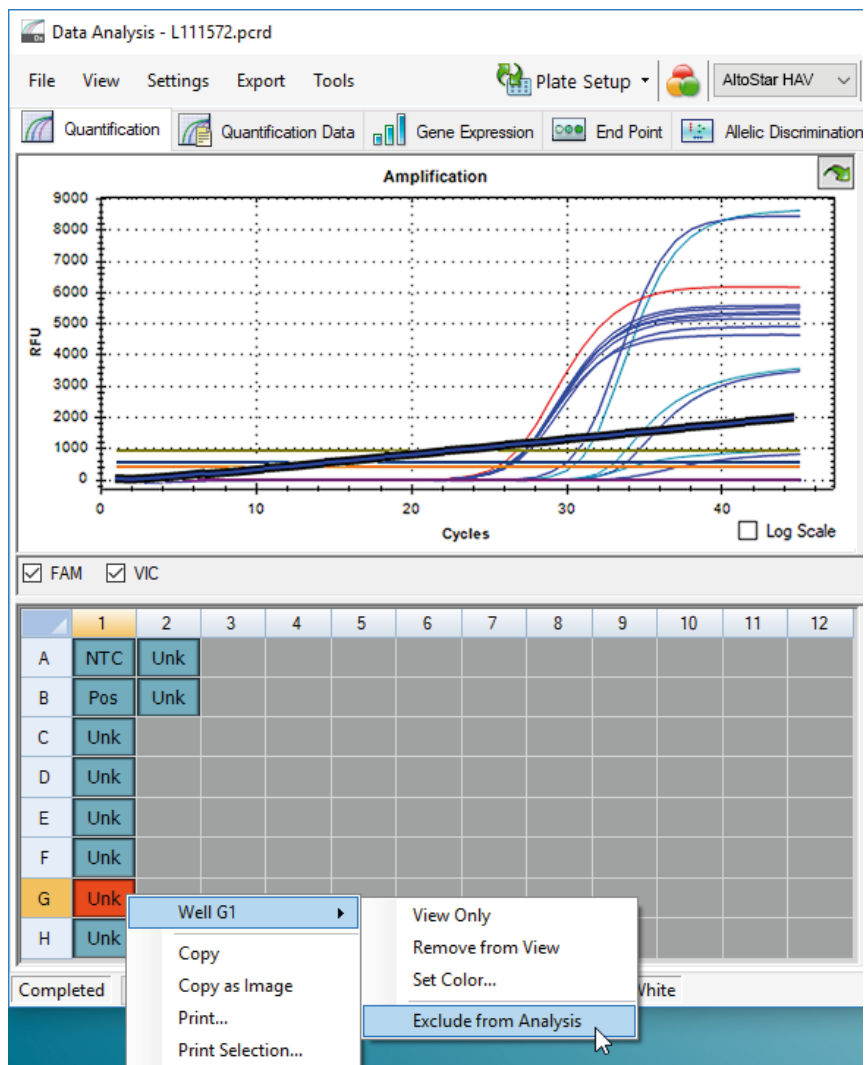 Data Analysis - L111572.pcrd
File View Settings Export Tools Plate Setup AltoStar HAV
Quantification Quantification Data Gene Expression End Point Allelic Discrimination
Amplification
9000
8000
7000
6000
5000
4000
3000
2000
1000
0
RFU
0 10 20 30 40
Cycles
Log Scale
FAM VIC
1 2 3 4 5 6 7 8 9 10 11 12
A NTC Unk
B Pos Unk
C Unk
D Unk
E Unk
F Unk
G Unk
H Unk
Well G1
Copy
Copy as Image
Print...
Print Selection...
View Only
Remove from View
Set Color...
Exclude from Analysis
Completed